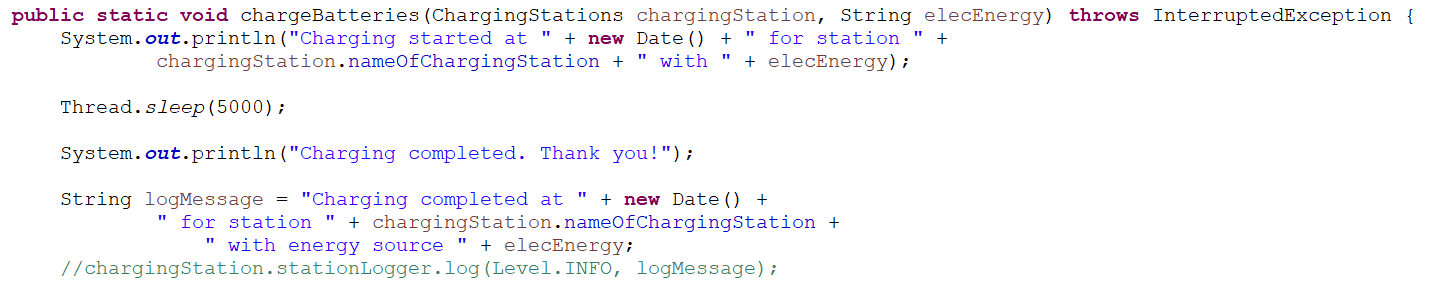 public static void chargeBatteries(ChargingStations chargingStation, String elecEnergy) throws InterruptedException {
System.out.println("Charging started at " + new Date() + " for station " +
chargingStation.nameOfChargingStation + " with " + elecEnergy);
Thread.sleep(5000);
System.out.println("Charging completed. Thank you!");
String logMessage = "Charging completed at " + new Date() +
" for station " + chargingStation.nameOfChargingStation +
" with energy source " + elecEnergy;
//chargingStation.stationLogger.log(Level.INFO, logMessage);